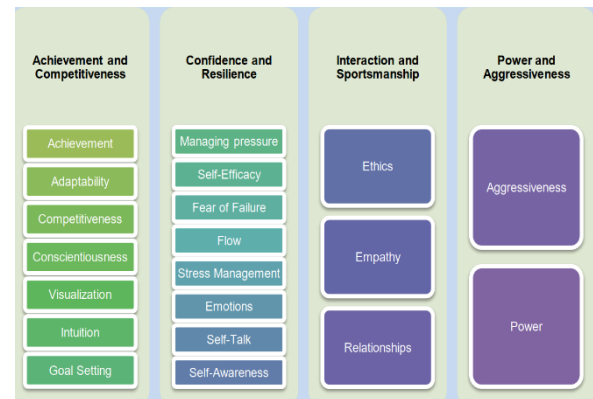 Achievement and
Competitiveness
Achievement
Adaptability
Competitiveness
Conscientiousness
Visualization
Intuition
Goal Setting
Confidence and
Resilience
Managing pressure
Self-Efficacy
Fear of Failure
Flow
Stress Management
Emotions
Self-Talk
Self-Awareness
Interaction and
Sportsmanship
Ethics
Empathy
Relationships
Power and
Aggressiveness
Aggressiveness
Power